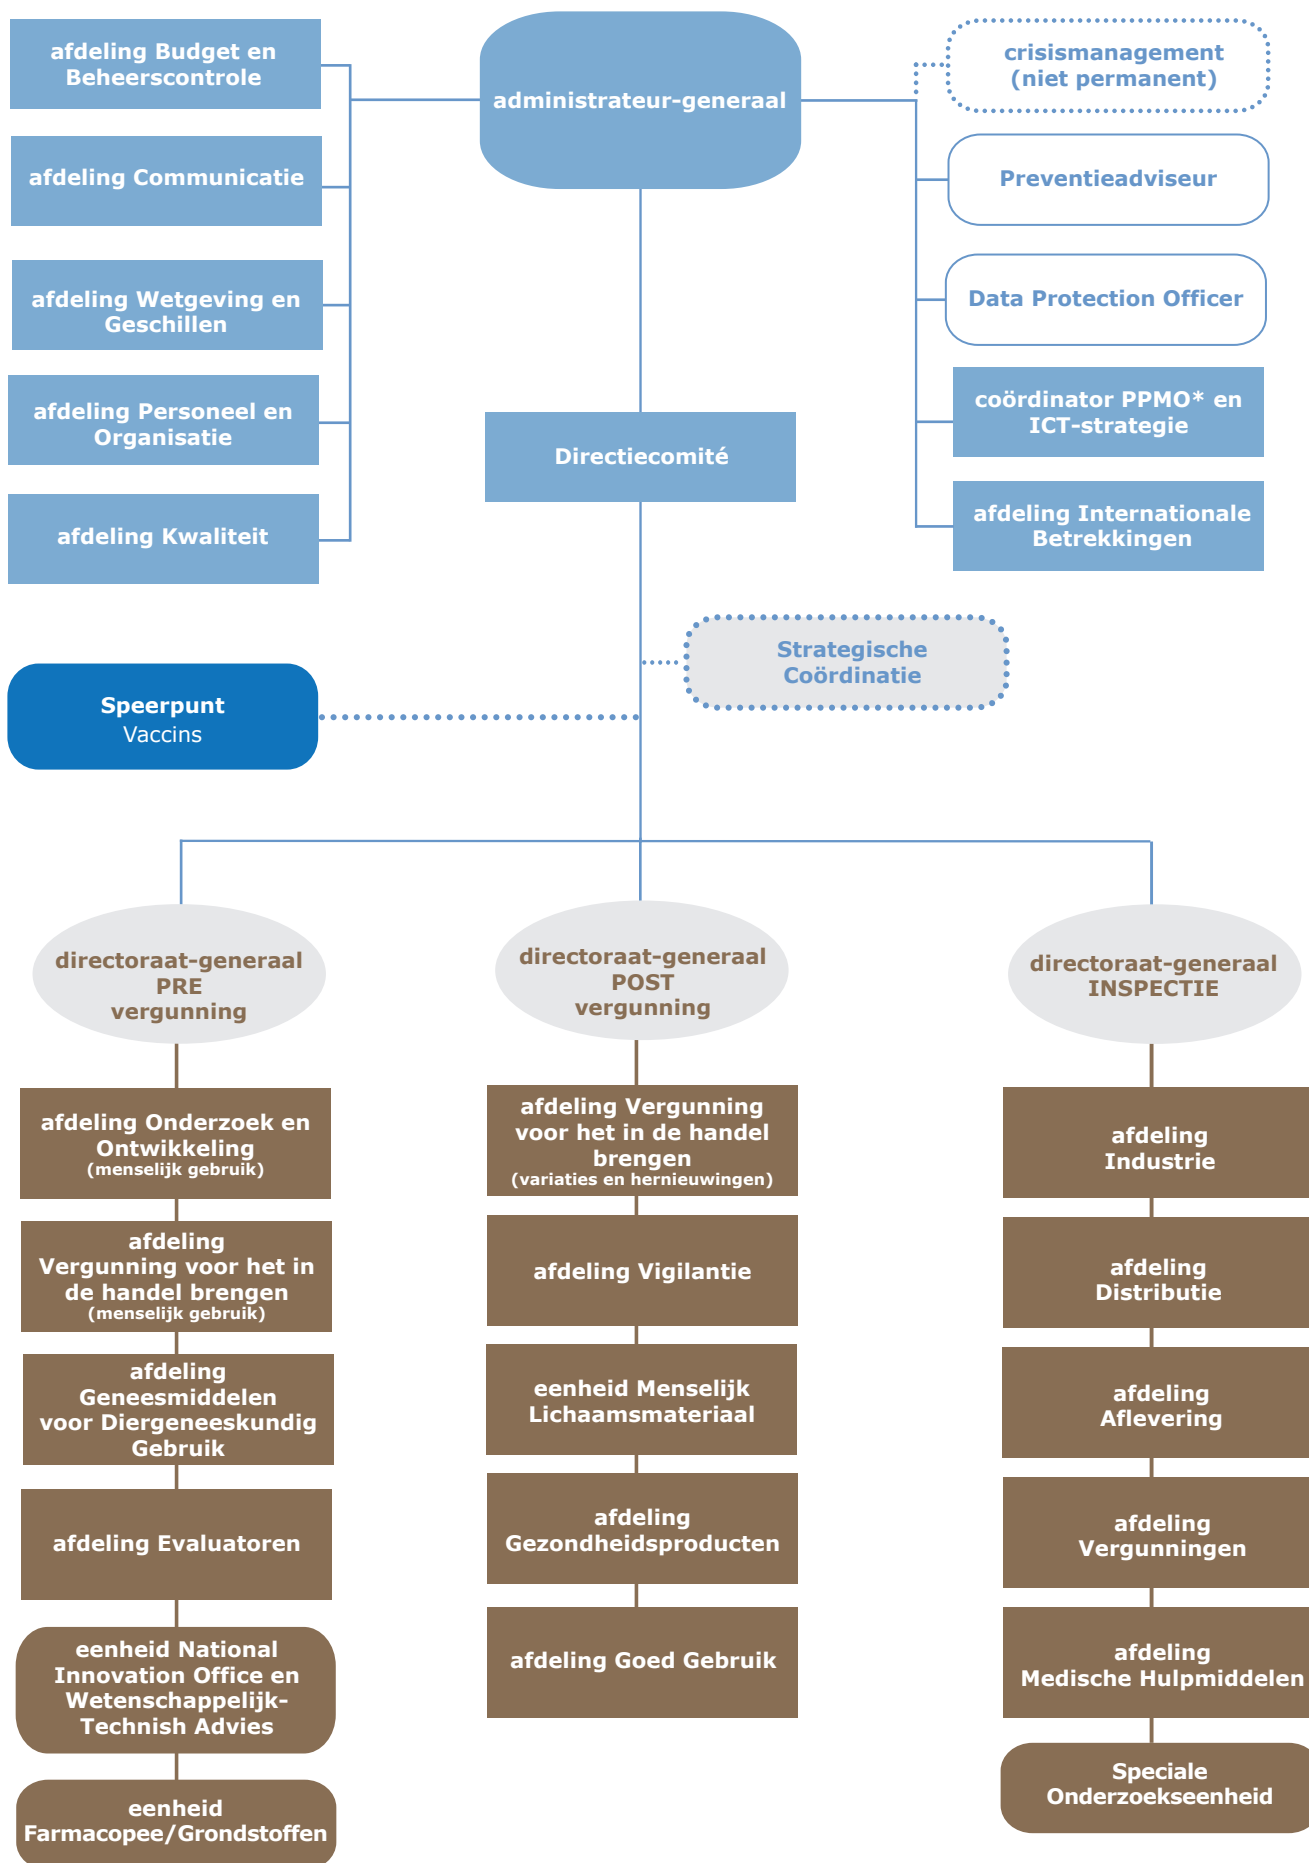 afdeling Budget en
Beheerscontrole
afdeling Communicatie
afdeling Wetgeving en
Geschillen
afdeling Personeel en
Organisatie
afdeling Kwaliteit
administrateur-generaal
Directiecomité
crisismanagement
(niet permanent)
Preventieadviseur
Data Protection Officer
coördinator PPMO* en
ICT-strategie
afdeling Internationale
Betrekkingen
Strategische
Coördinatie
Speerpunt
Vaccins
directoraat-generaal
PRE
vergunning
afdeling Onderzoek en
Ontwikkeling
(menselijk gebruik)
afdeling
Vergunning voor het in
de handel brengen
(menselijk gebruik)
afdeling
Geneesmiddelen
voor Diergeneeskundig
Gebruik
afdeling Evaluatoren
eenheid National
Innovation Office en
Wetenschappelijk-
Technish Advies
eenheid
Farmacopee/Grondstoffen
directoraat-generaal
POST
vergunning
afdeling Vergunning
voor het in de handel
brengen
(variaties en hernieuwingen)
afdeling Vigilantie
eenheid Menselijk
Lichaamsmateriaal
afdeling
Gezondheidsproducten
afdeling Goed Gebruik
directoraat-generaal
INSPECTIE
afdeling
Industrie
afdeling
Distributie
afdeling
Aflevering
afdeling
Vergunningen
afdeling
Medische Hulpmiddelen
Speciale
Onderzoekseenheid